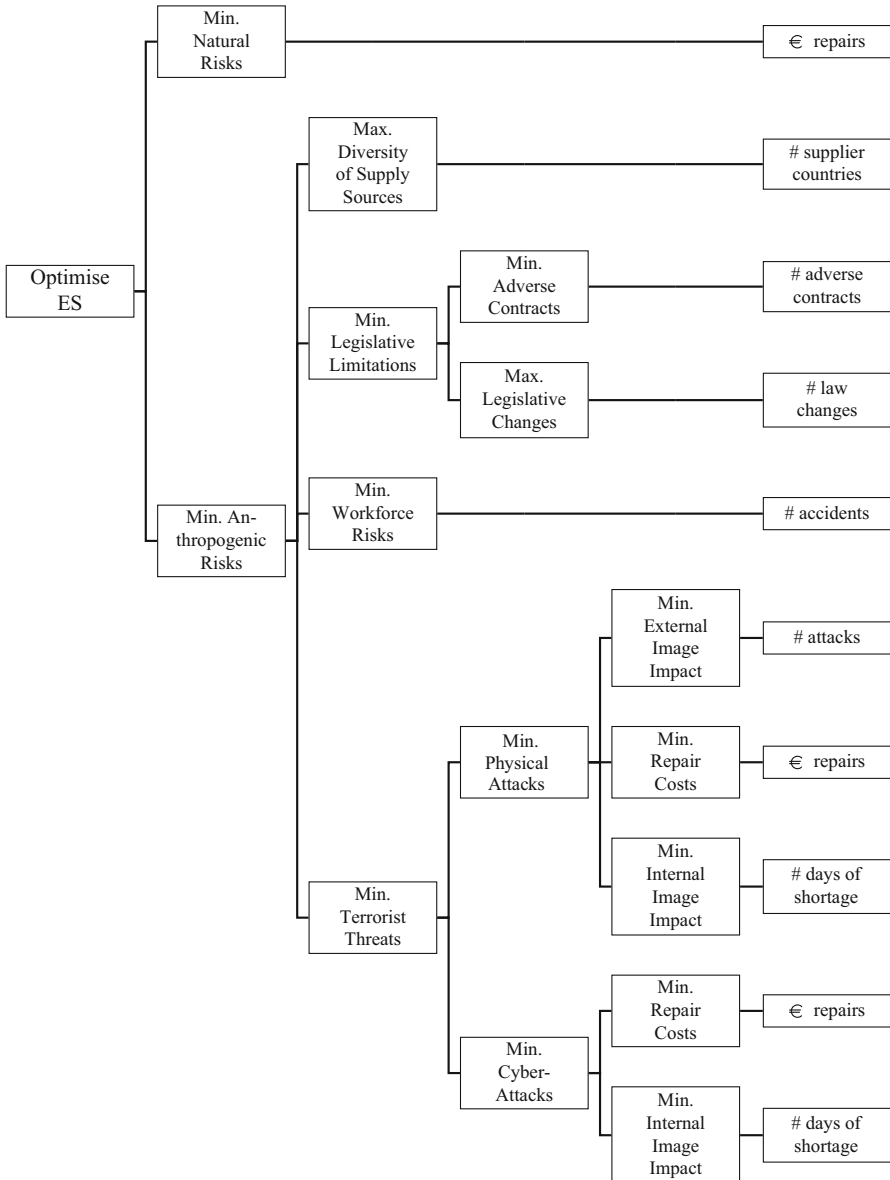 Min.
Natural
Risks
€ repairs
Max.
Diversity
of Supply
Sources
# supplier
countries
Optimise
ES
Min.
Adverse
Contracts
# adverse
contracts
Min.
Legislative
Limitations
Max.
Legislative
Changes
# law
changes
Min. An-
thropogenic
Risks
Min.
Workforce
Risks
# accidents
Min.
External
Image
Impact
# attacks
Min.
Physical
Attacks
Min.
Repair
Costs
€ repairs
Min.
Internal
Image
Impact
# days of
shortage
Min.
Terrorist
Threats
Min.
Repair
Costs
€ repairs
Min.
Cyber-
Attacks
Min.
Internal
Image
Impact
# days of
shortage